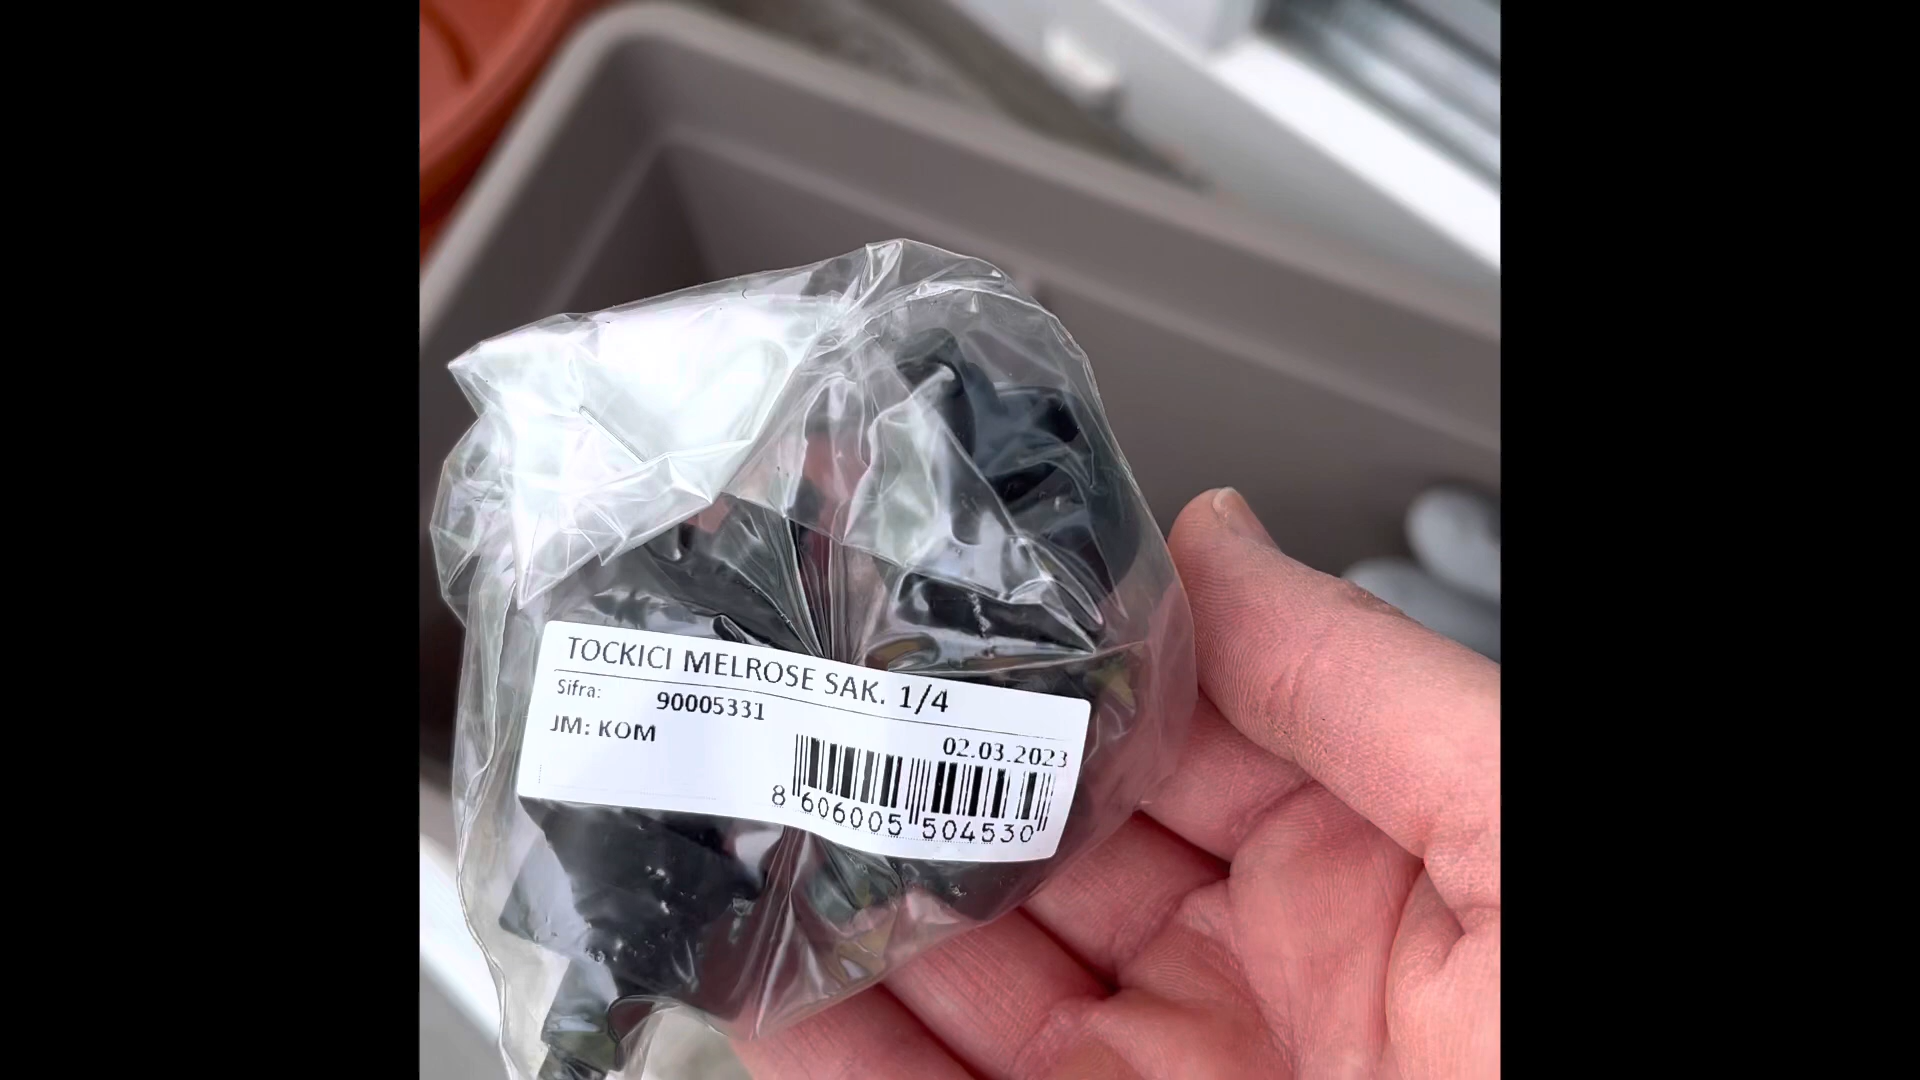 TOCKICI MELROSE SAK. 1/4
Sifra: 90005331
JM: KOM
02.03.2023
8 606005 504530